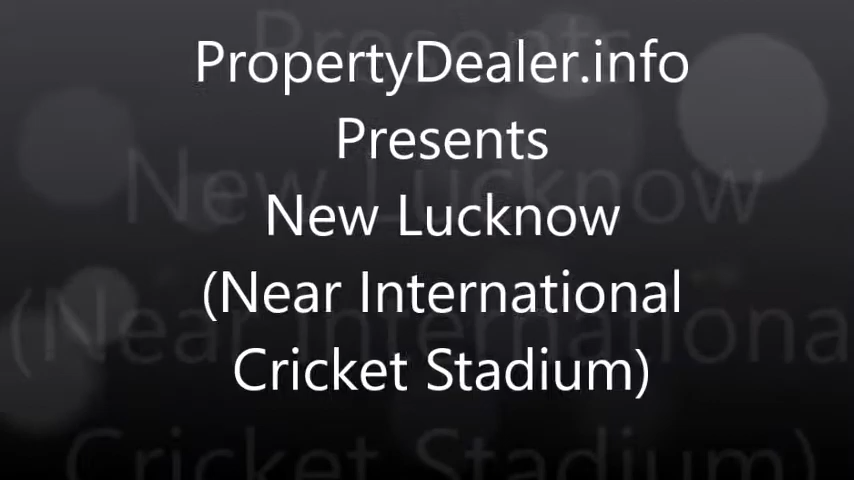 PropertyDealer.info
Presents
New Lucknow
(Near International
Cricket Stadium)